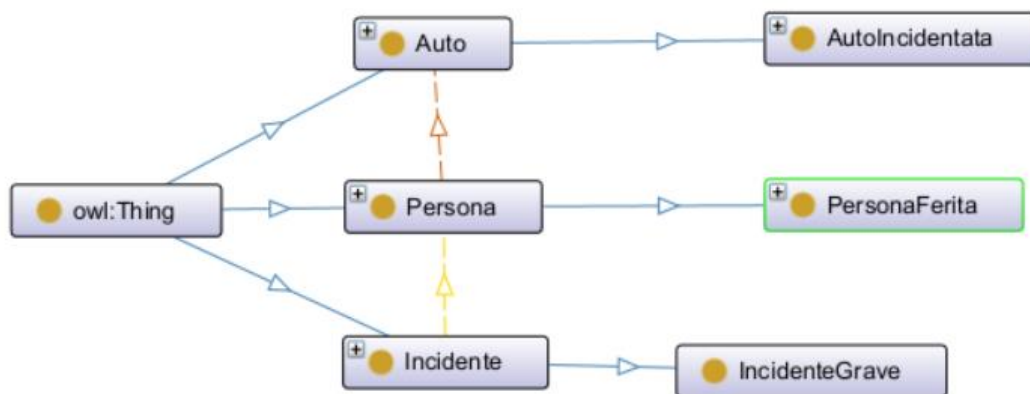 Auto
AutoIncidentata
owl:Thing
Persona
PersonaFerita
Incidente
IncidenteGrave